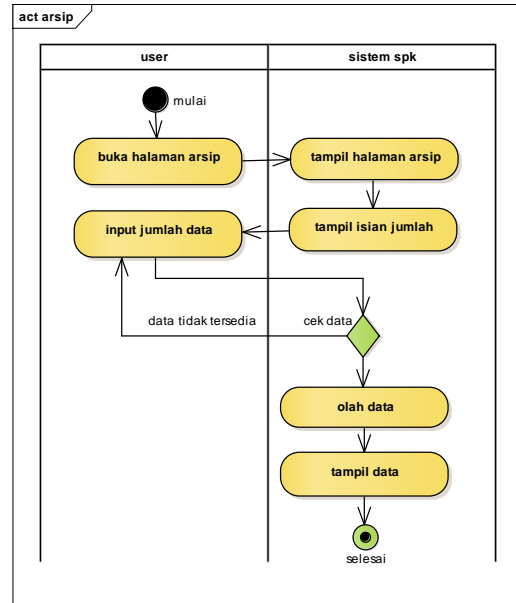 act arsip
user
sistem spk
mulai
buka halaman arsip
tampil halaman arsip
input jumlah data
tampil isian jumlah
data tidak tersedia
cek data
olah data
tampil data
selesai